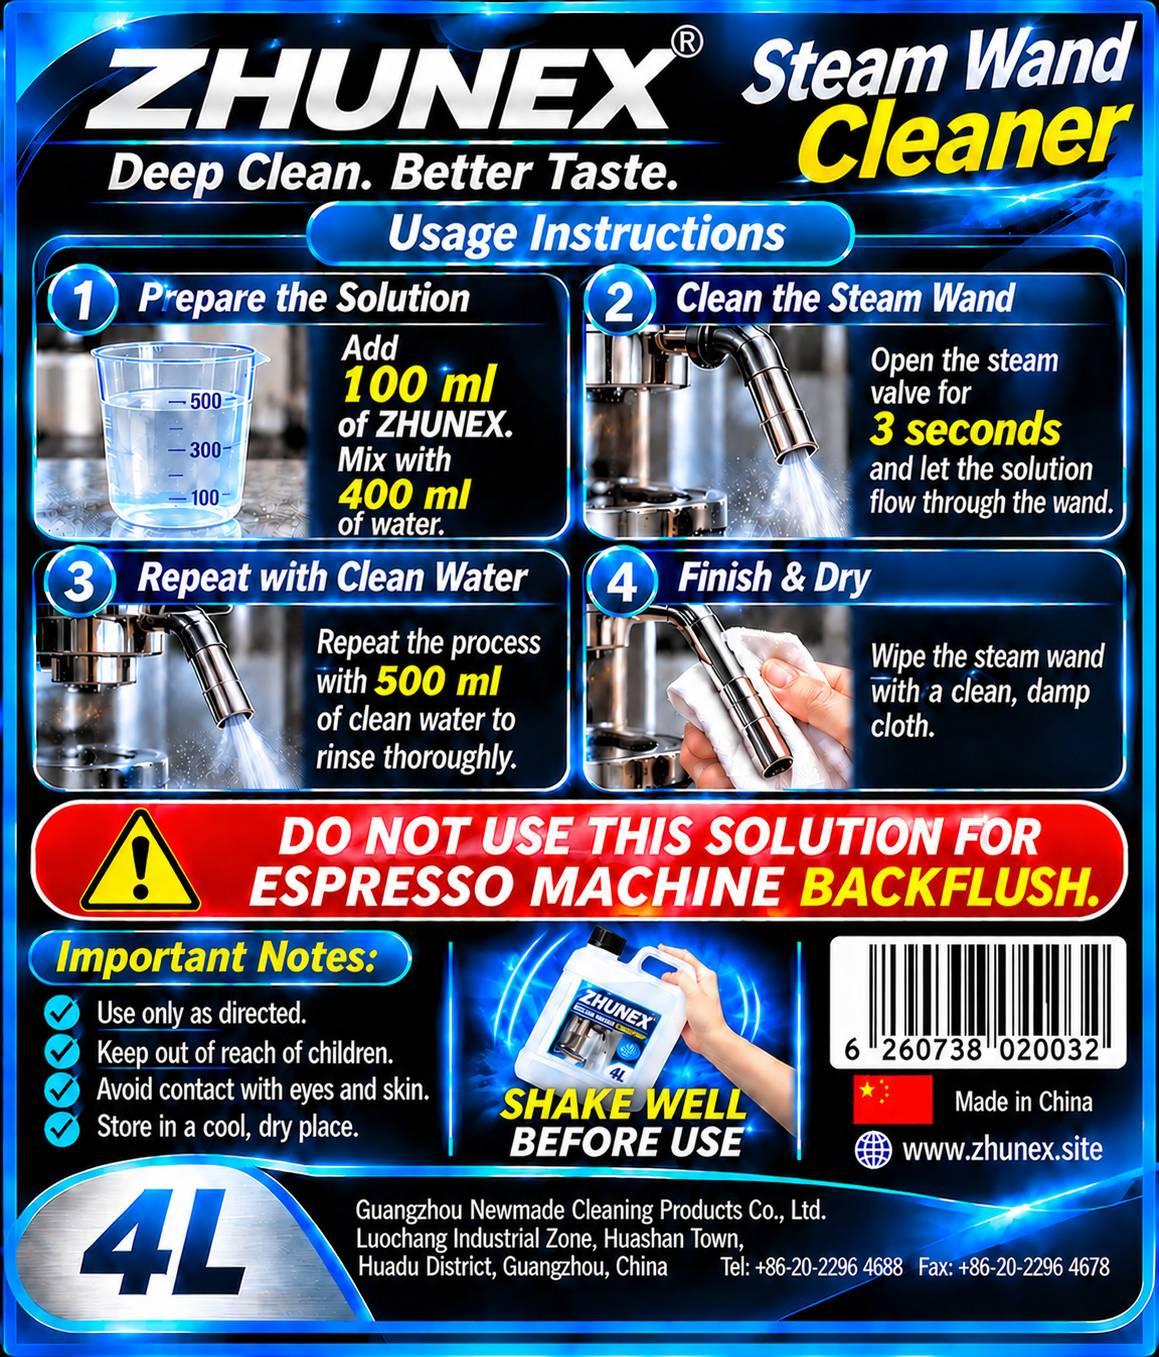 ZHUNEX®
Deep Clean. Better Taste.
Steam Wand
Cleaner
Usage Instructions
1 Prepare the Solution
500
300
100
Add
100 ml
of ZHUNEX.
Mix with
400 ml
of water.
2 Clean the Steam Wand
Open the steam
valve for
3 seconds
and let the solution
flow through the wand.
3 Repeat with Clean Water
Repeat the process
with 500 ml
of clean water to
rinse thoroughly.
4 Finish & Dry
Wipe the steam wand
with a clean, damp
cloth.
DO NOT USE THIS SOLUTION FOR
ESPRESSO MACHINE BACKFLUSH.
Important Notes:
Use only as directed.
Keep out of reach of children.
Avoid contact with eyes and skin.
Store in a cool, dry place.
ZHUNEX
4L
SHAKE WELL
BEFORE USE
6 260738 020032
Made in China
www.zhunex.site
4L
Guangzhou Newmade Cleaning Products Co., Ltd.
Luochang Industrial Zone, Huashan Town,
Huadu District, Guangzhou, China
Tel: +86-20-2296 4688 Fax: +86-20-2296 4678